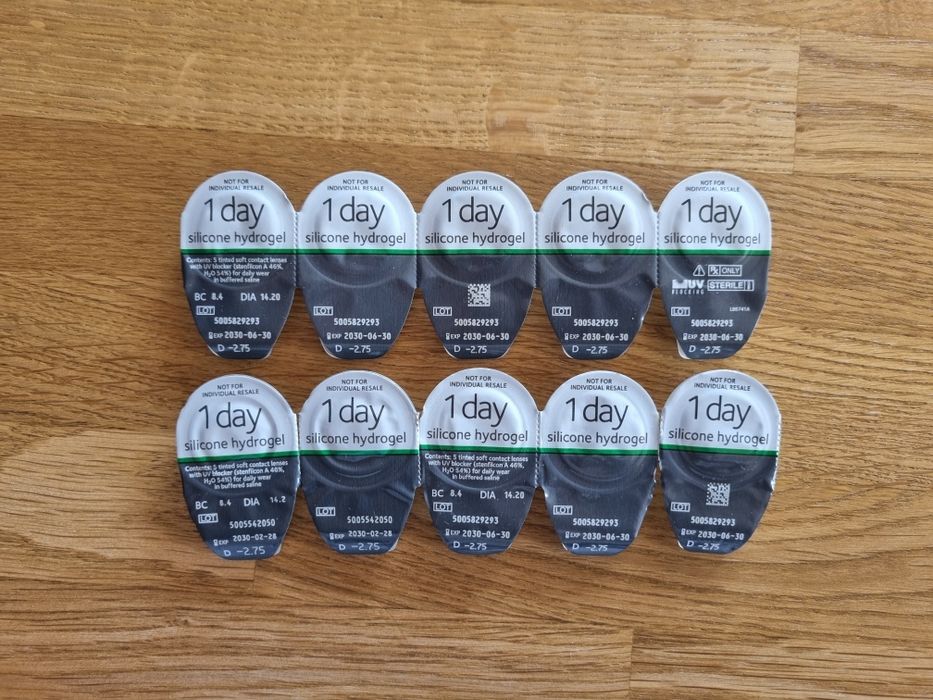 NOT FOR
INDIVIDUAL RESALE
1 day
silicone hydrogel
Contents: 5 tinted soft contact lenses
with UV blocker (stenfilcon A 46%,
H₂O 54%) for daily wear
in buffered saline
BC 8.4 DIA 14.20
LOT
5005829293
EXP 2030-06-30
D -2.75
NOT FOR
INDIVIDUAL RESALE
1 day
silicone hydrogel
LOT
5005829293
EXP 2030-06-30
D -2.75
NOT FOR
INDIVIDUAL RESALE
1 day
silicone hydrogel
LOT
5005829293
EXP 2030-06-30
D -2.75
NOT FOR
INDIVIDUAL RESALE
1 day
silicone hydrogel
LOT
5005829293
EXP 2030-06-30
D -2.75
NOT FOR
INDIVIDUAL RESALE
1 day
silicone hydrogel
Rx ONLY
UV
BLOCKING
STERILE
LOT
5005829293
EXP 2030-06-30
D -2.75
NOT FOR
INDIVIDUAL RESALE
1 day
silicone hydrogel
Contents: 5 tinted soft contact lenses
with UV blocker (stenfilcon A 46%,
H₂O 54%) for daily wear
in buffered saline
BC 8.4 DIA 14.2
LOT
5005542050
EXP 2030-02-28
D -2.75
NOT FOR
INDIVIDUAL RESALE
1 day
silicone hydrogel
LOT
5005542050
EXP 2030-02-28
D -2.75
NOT FOR
INDIVIDUAL RESALE
1 day
silicone hydrogel
Contents: 5 tinted soft contact lenses
with UV blocker (stenfilcon A 46%,
H₂O 54%) for daily wear
in buffered saline
BC 8.4 DIA 14.20
LOT
5005829293
EXP 2030-06-30
D -2.75
NOT FOR
INDIVIDUAL RESALE
1 day
silicone hydrogel
LOT
5005829293
EXP 2030-06-30
D -2.75
NOT FOR
INDIVIDUAL RESALE
1 day
silicone hydrogel
LOT
5005829293
EXP 2030-06-30
D -2.75